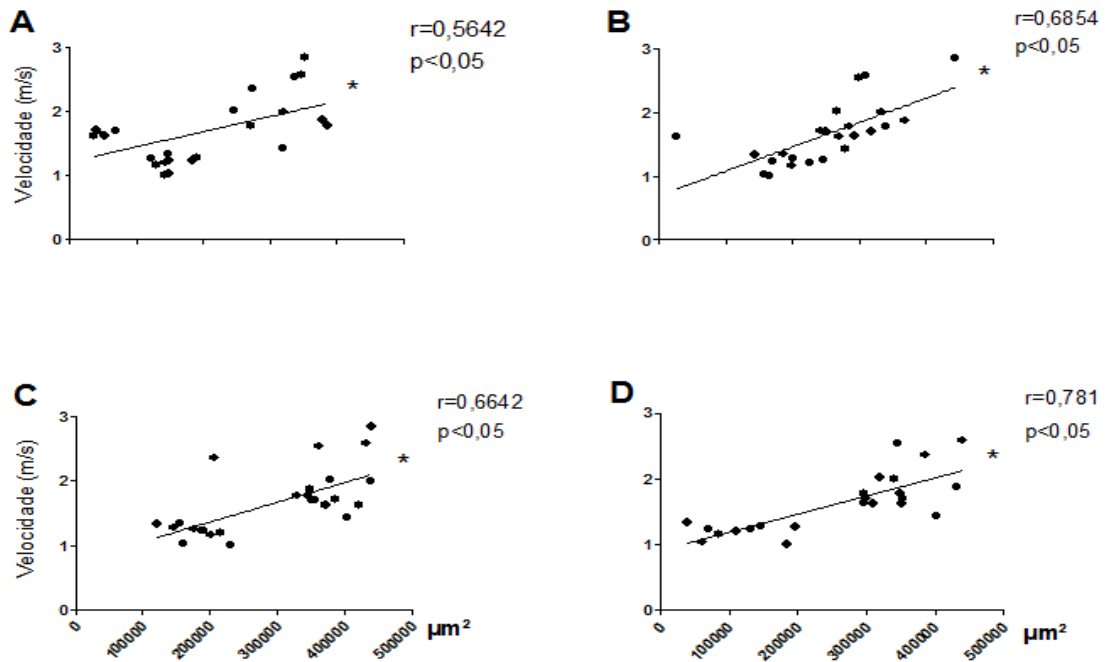 A
r=0,5642
p<0,05
Velocidade (m/s)
3
2
1
0
*
B
r=0,6854
p<0,05
3
2
1
0
*
C
r=0,6642
p<0,05
Velocidade (m/s)
3
2
1
0
*
0
100000
200000
300000
400000
500000
µm²
D
r=0,781
p<0,05
3
2
1
0
*
0
100000
200000
300000
400000
500000
µm²